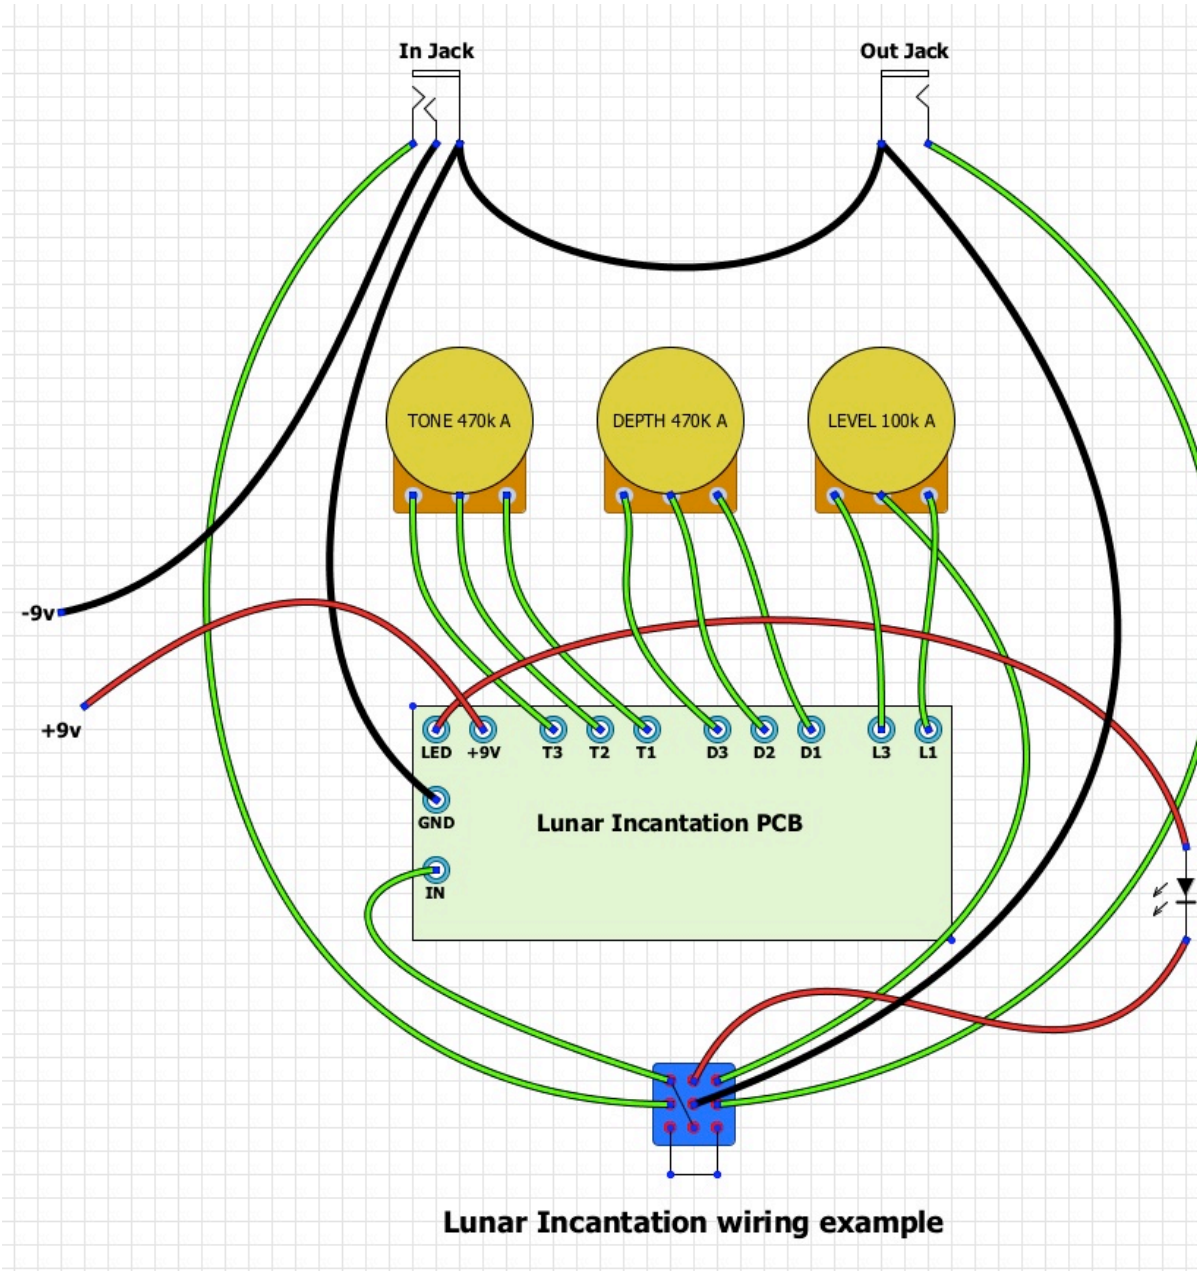 In Jack
Out Jack
TONE 470k A
DEPTH 470K A
LEVEL 100k A
-9v
+9v
LED
+9V
T3
T2
T1
D3
D2
D1
L3
L1
GND
Lunar Incantation PCB
IN
Lunar Incantation wiring example